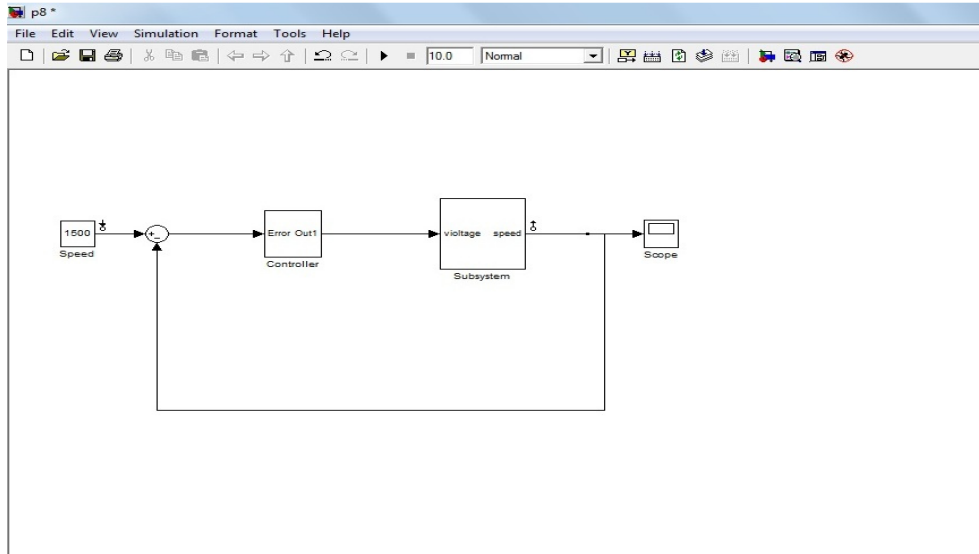 p8 *
File Edit View Simulation Format Tools Help
10.0 Normal
1500
Speed
+
-
Error Out1
Controller
violtage speed
Subsystem
Scope